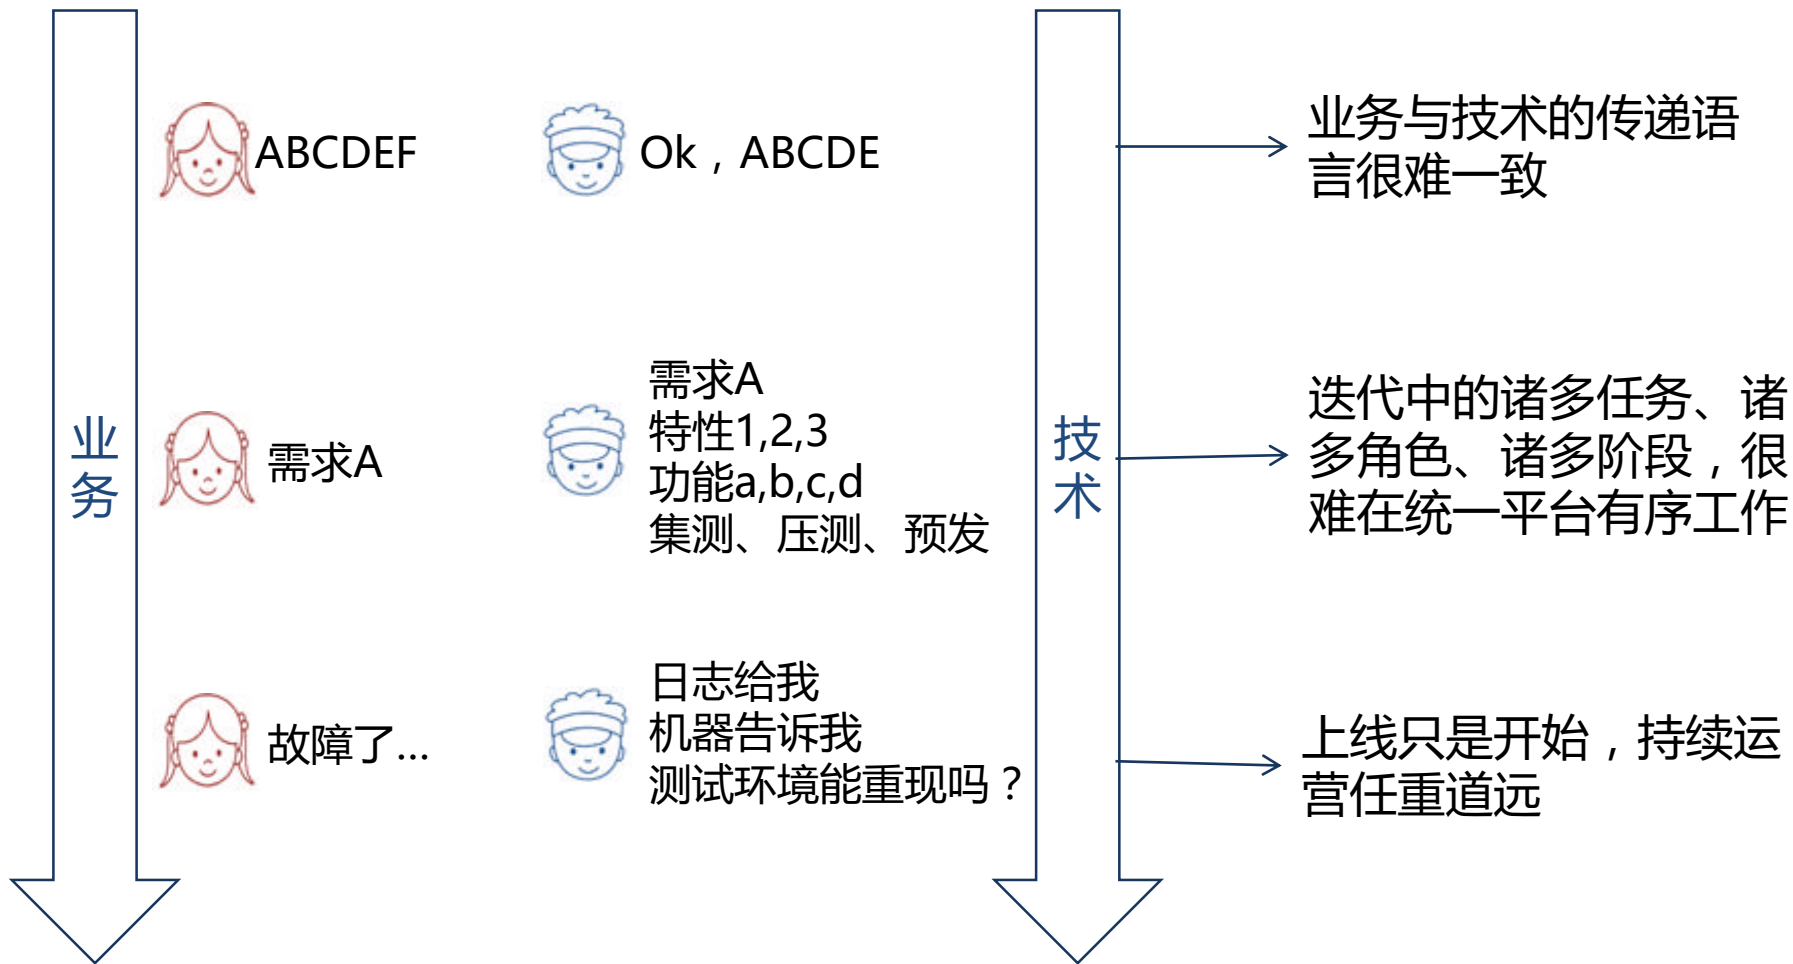 业
务
ABCDEF
Ok，ABCDE
业务与技术的传递语
言很难一致
需求A
需求A
特性1,2,3
功能a,b,c,d
集测、压测、预发
技
术
迭代中的诸多任务、诸
多角色、诸多阶段，很
难在统一平台有序工作
故障了...
日志给我
机器告诉我
测试环境能重现吗？
上线只是开始，持续运
营任重道远